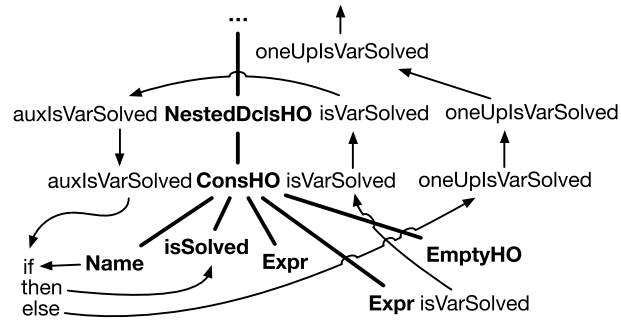 ...
oneUpIsVarSolved
auxIsVarSolved NestedDclsHO isVarSolved oneUpIsVarSolved
auxIsVarSolved ConsHO isVarSolved oneUpIsVarSolved
if Name isSolved Expr EmptyHO
then
else Expr isVarSolved